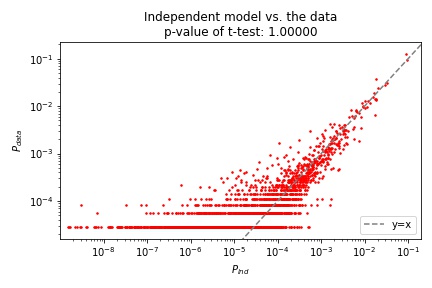 Independent model vs. the data
p-value of t-test: 1.00000
10⁻¹
10⁻²
10⁻³
10⁻⁴
P_data
y=x
10⁻⁸ 10⁻⁷ 10⁻⁶ 10⁻⁵ 10⁻⁴ 10⁻³ 10⁻² 10⁻¹
P_ind